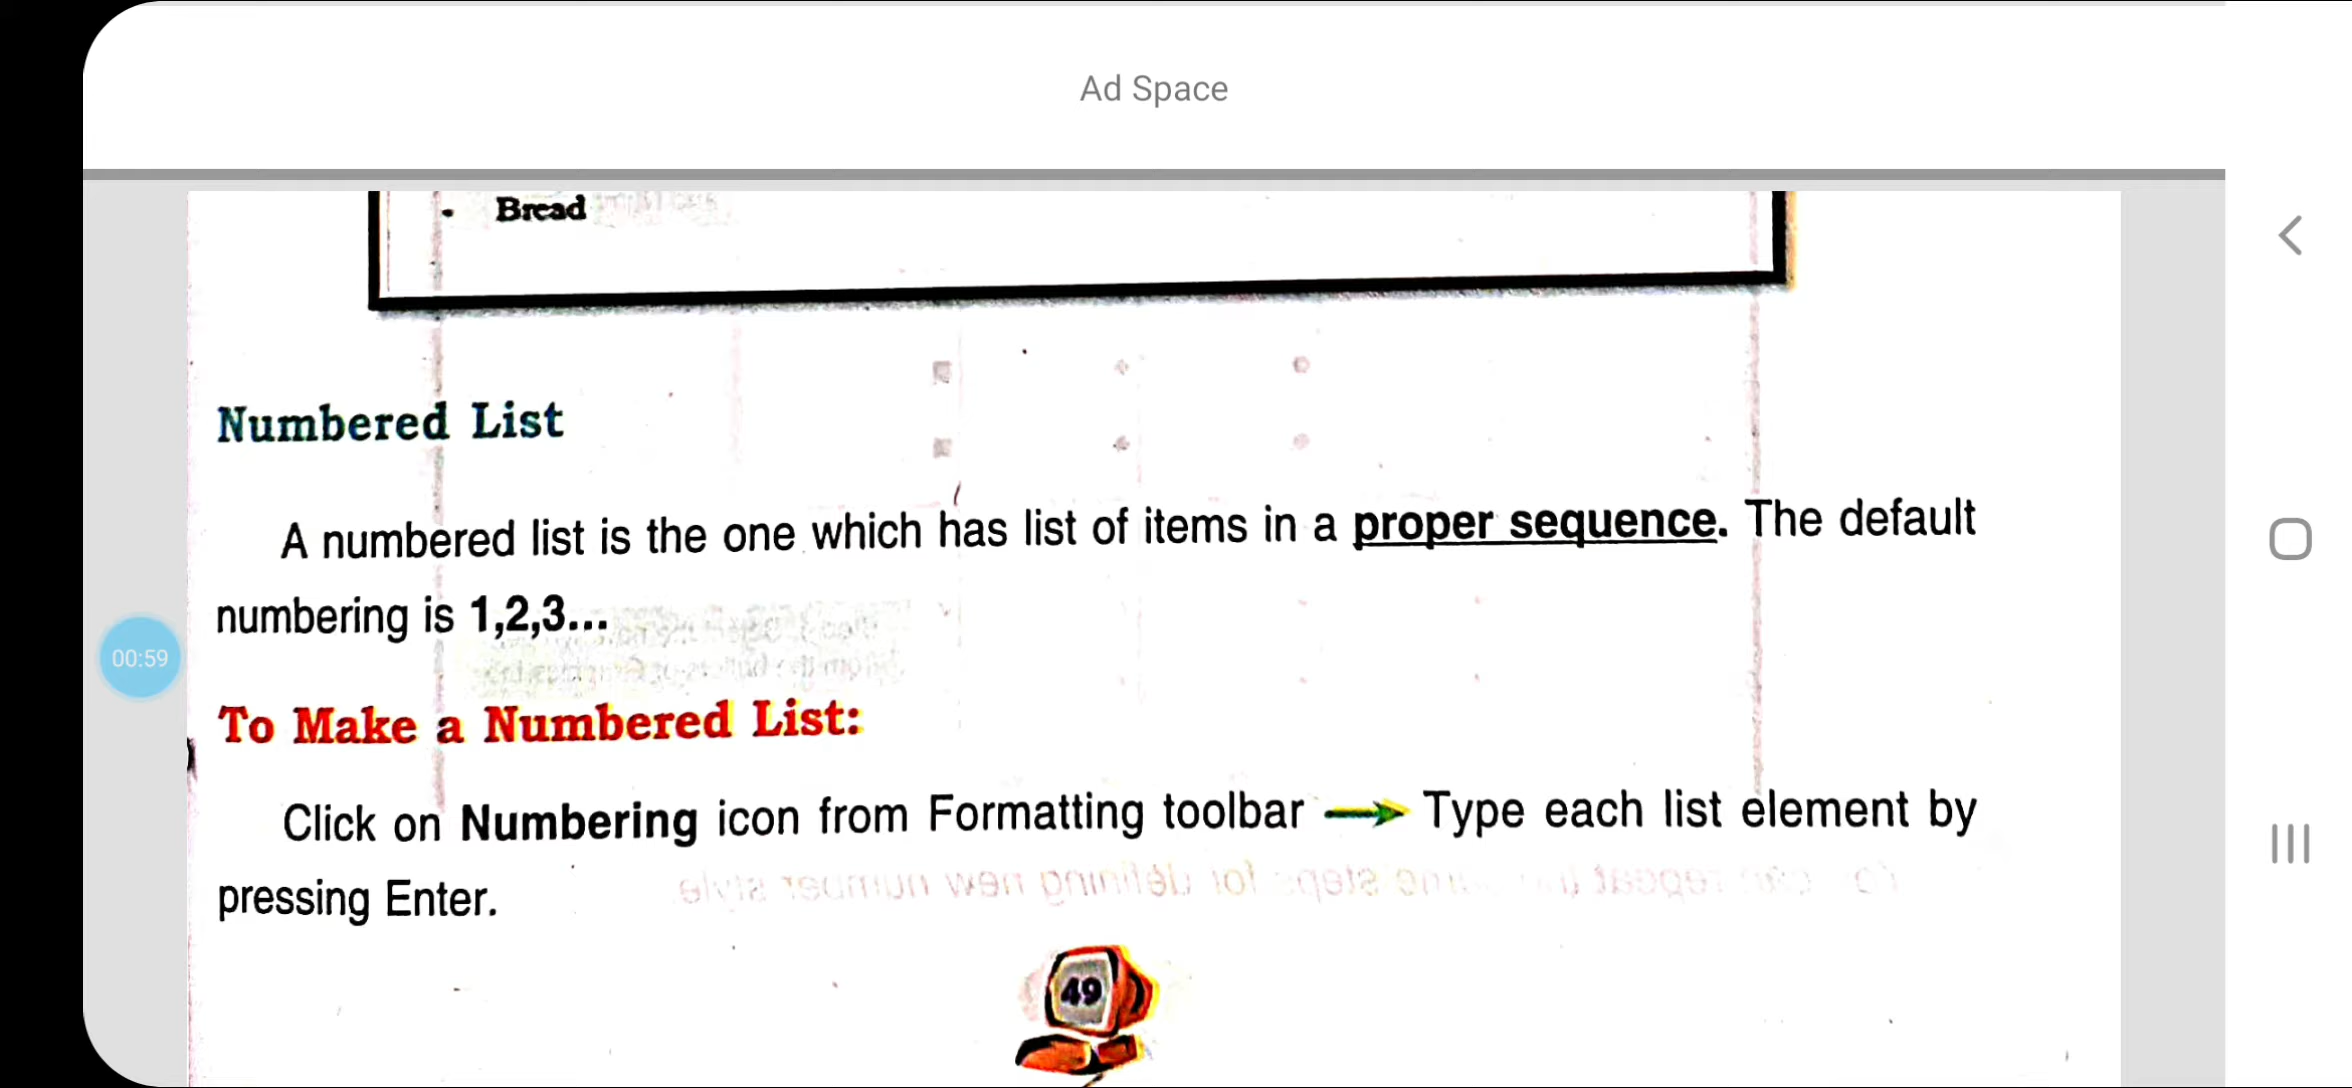 Ad Space
• Bread
Numbered List
A numbered list is the one which has list of items in a proper sequence. The default
numbering is 1,2,3...
00:59
To Make a Numbered List:
Click on Numbering icon from Formatting toolbar → Type each list element by
pressing Enter.
49